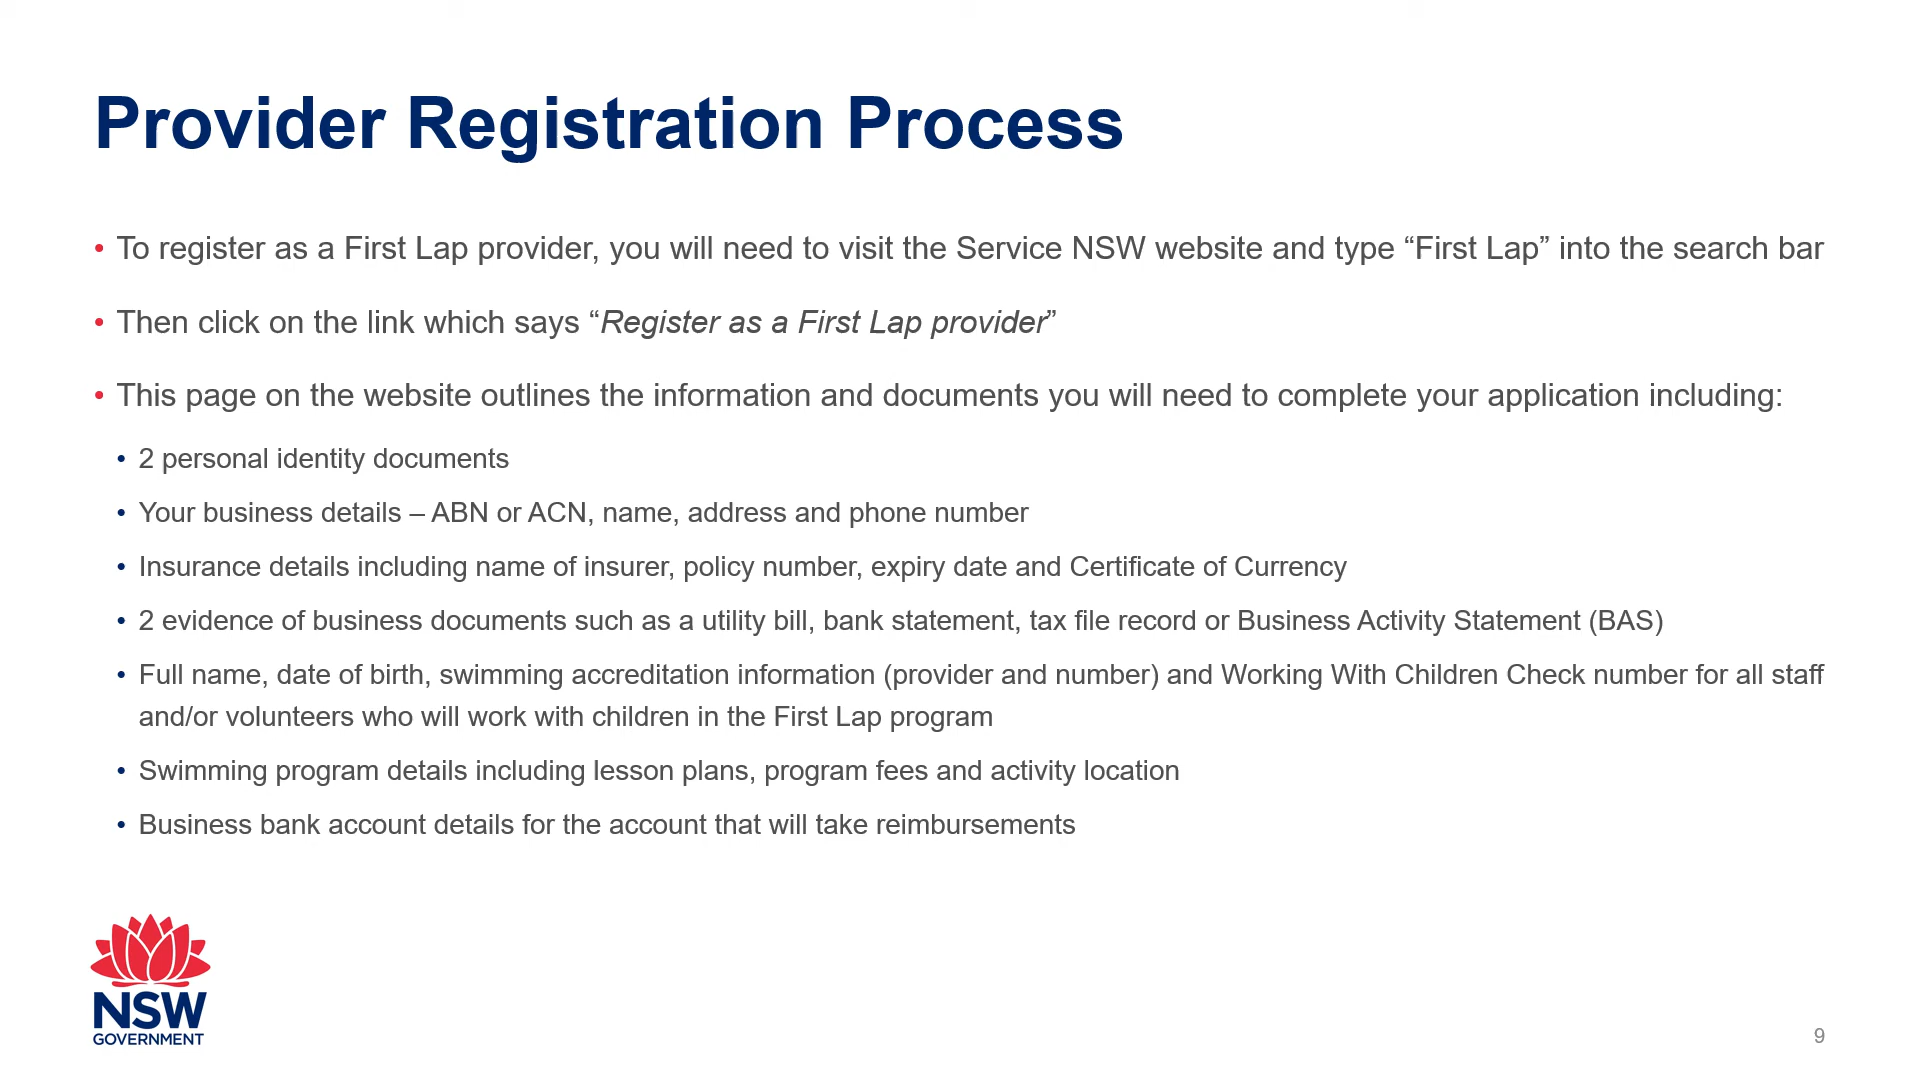 Provider Registration Process
• To register as a First Lap provider, you will need to visit the Service NSW website and type “First Lap” into the search bar
• Then click on the link which says “Register as a First Lap provider”
• This page on the website outlines the information and documents you will need to complete your application including:
• 2 personal identity documents
• Your business details – ABN or ACN, name, address and phone number
• Insurance details including name of insurer, policy number, expiry date and Certificate of Currency
• 2 evidence of business documents such as a utility bill, bank statement, tax file record or Business Activity Statement (BAS)
• Full name, date of birth, swimming accreditation information (provider and number) and Working With Children Check number for all staff
and/or volunteers who will work with children in the First Lap program
• Swimming program details including lesson plans, program fees and activity location
• Business bank account details for the account that will take reimbursements
NSW
GOVERNMENT
9